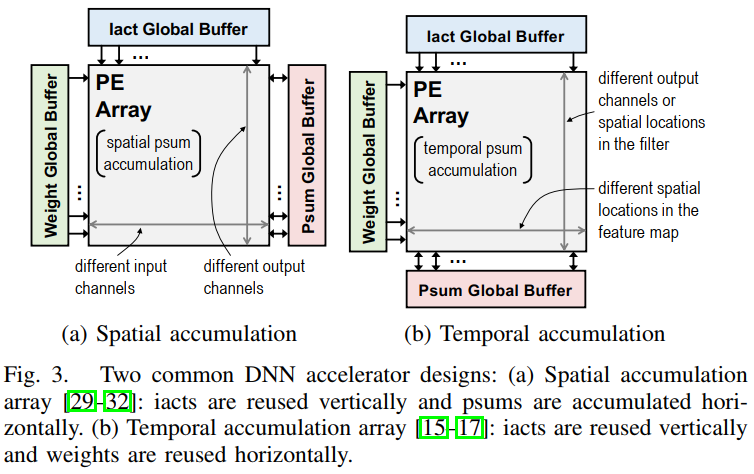 Iact Global Buffer
...
Weight Global Buffer
PE
Array
spatial psum
accumulation
Psum Global Buffer
...
...
different input
channels
different output
channels
(a) Spatial accumulation
Iact Global Buffer
...
Weight Global Buffer
PE
Array
temporal psum
accumulation
...
...
Psum Global Buffer
different output
channels or
spatial locations
in the filter
different spatial
locations in the
feature map
(b) Temporal accumulation
Fig. 3. Two common DNN accelerator designs: (a) Spatial accumulation
array [29-32]: iacts are reused vertically and psums are accumulated hori-
zontally. (b) Temporal accumulation array [15-17]: iacts are reused vertically
and weights are reused horizontally.